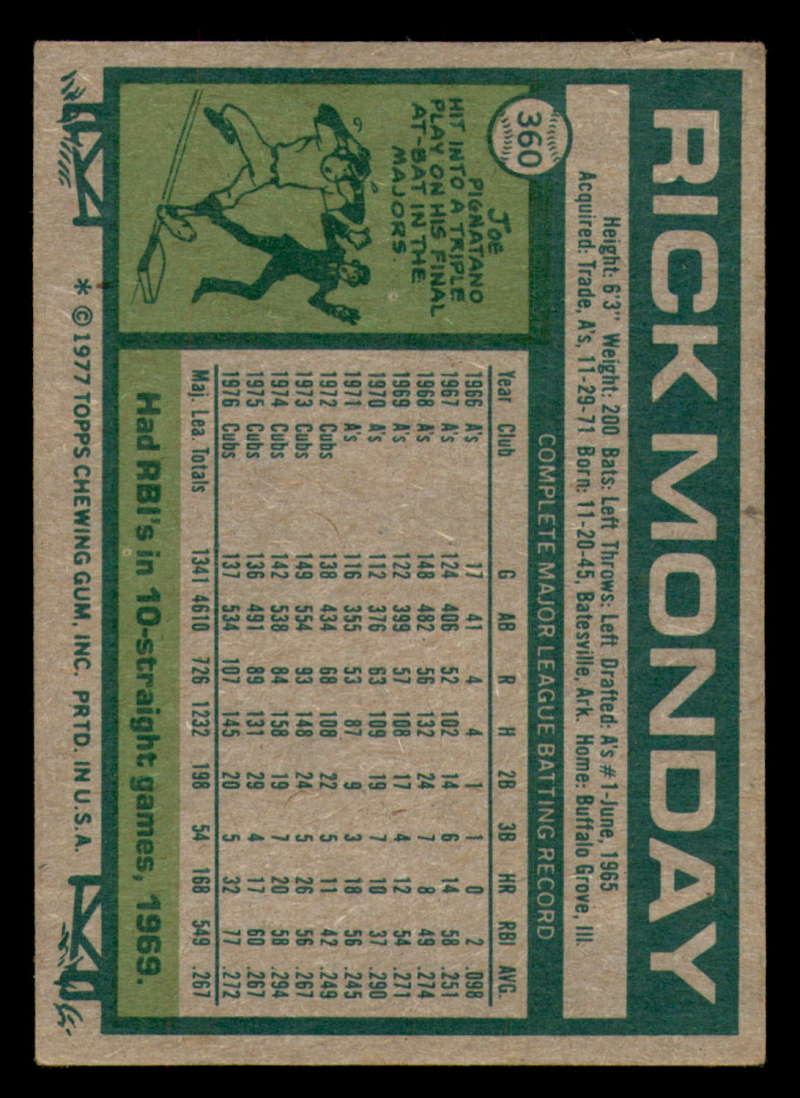 RICK MONDAY
Height: 6'3" Weight: 200 Bats: Left Throws: Left Drafted: A's #1-June, 1965
Acquired: Trade, A's, 11-29-71 Born: 11-20-45, Batesville, Ark. Home: Buffalo Grove, Ill.
360
JOE
PIGNATANO
HIT INTO A TRIPLE
PLAY ON HIS FINAL
AT-BAT IN THE
MAJORS.
COMPLETE MAJOR LEAGUE BATTING RECORD
Year Club G AB R H 2B 3B HR RBI AVG.
1966 A's 17 41 4 4 1 1 0 2 .098
1967 A's 124 406 52 102 14 6 14 58 .251
1968 A's 148 482 56 132 24 7 8 49 .274
1969 A's 122 399 57 108 17 4 12 54 .271
1970 A's 112 376 63 109 19 7 10 37 .290
1971 A's 116 355 53 87 9 3 18 56 .245
1972 Cubs 138 434 68 108 22 5 11 42 .249
1973 Cubs 149 554 93 148 24 5 26 56 .267
1974 Cubs 142 538 84 158 19 7 20 58 .294
1975 Cubs 136 491 89 131 29 4 17 60 .267
1976 Cubs 137 534 107 145 20 5 32 77 .272
Maj. Lea. Totals 1341 4610 726 1232 198 54 168 549 .267
Had RBI's in 10-straight games, 1969.
* © 1977 TOPPS CHEWING GUM, INC. PRTD. IN U.S.A.